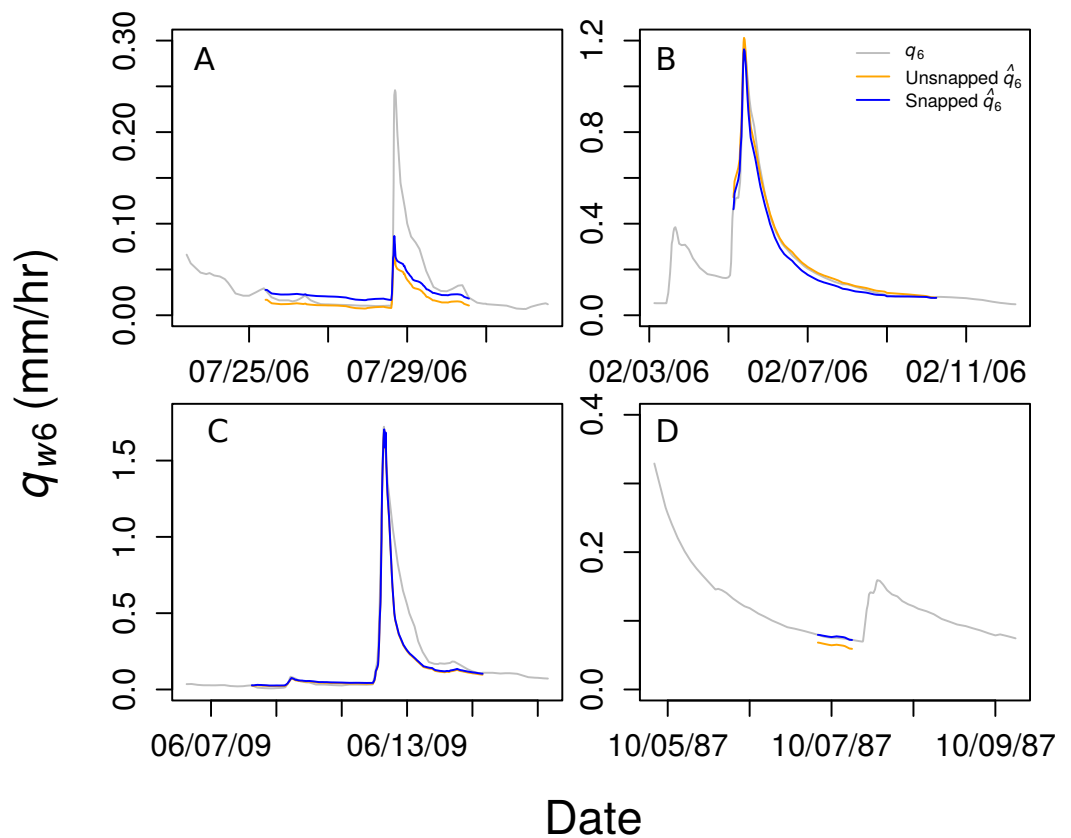 q_w6 (mm/hr)
A
0.30
0.20
0.10
0.00
07/25/06 07/29/06
B
q_6
Unsnapped q̂_6
Snapped q̂_6
1.2
0.8
0.4
0.0
02/03/06 02/07/06 02/11/06
C
1.5
1.0
0.5
0.0
06/07/09 06/13/09
D
0.4
0.2
0.0
10/05/87 10/07/87 10/09/87
Date